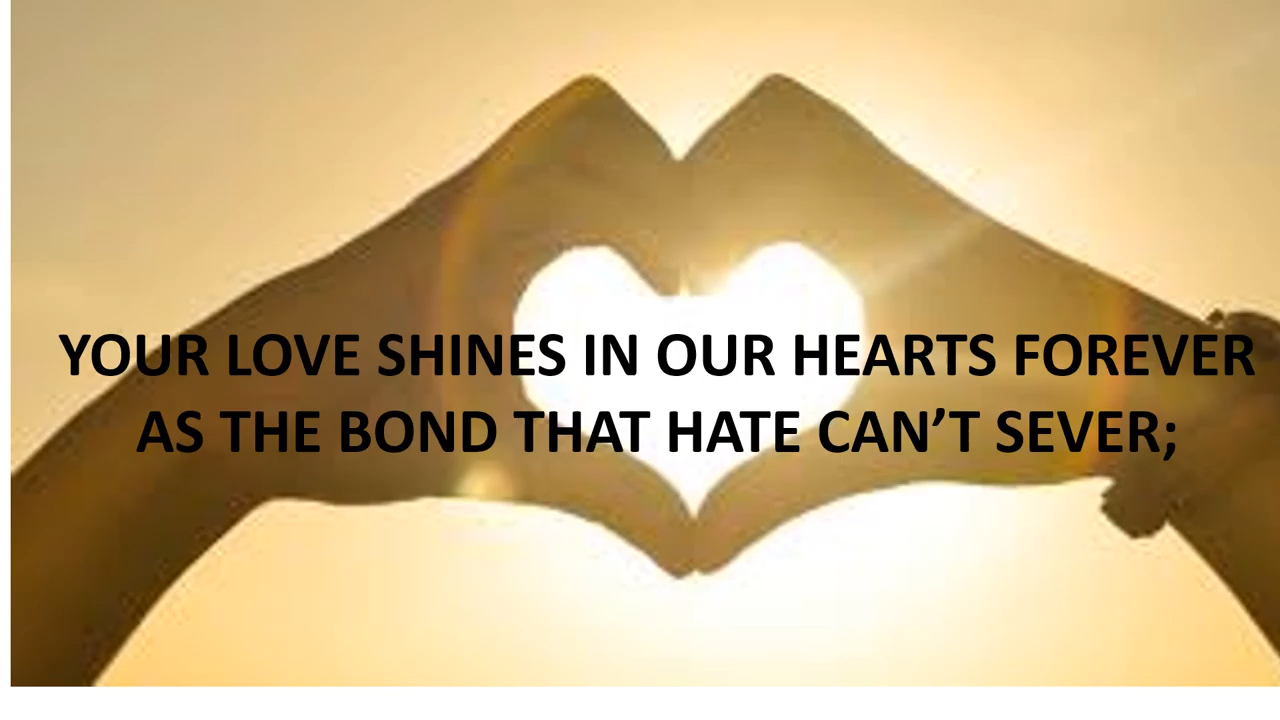 YOUR LOVE SHINES IN OUR HEARTS FOREVER
AS THE BOND THAT HATE CAN’T SEVER;